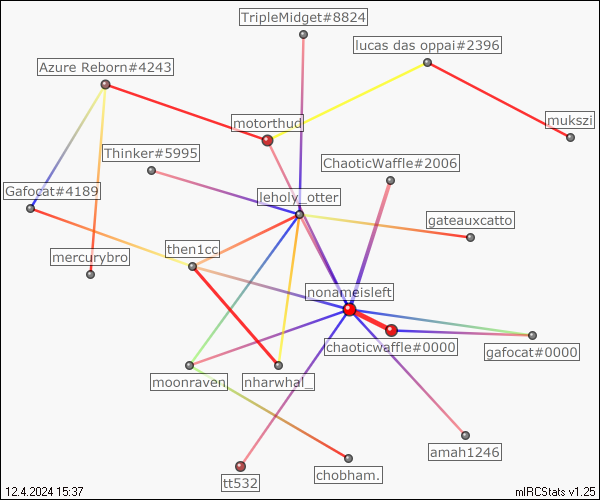 TripleMidget#8824
lucas das oppai#2396
Azure Reborn#4243
motorthud
mukszi
Thinker#5995
ChaoticWaffle#2006
Gafocat#4189
leholy_otter
gateauxcatto
mercurybro
then1cc
nonameisleft
chaoticwaffle#0000
gafocat#0000
moonraven
nharwhal_
amah1246
tt532
chobham.
12.4.2024 15:37
mIRCStats v1.25